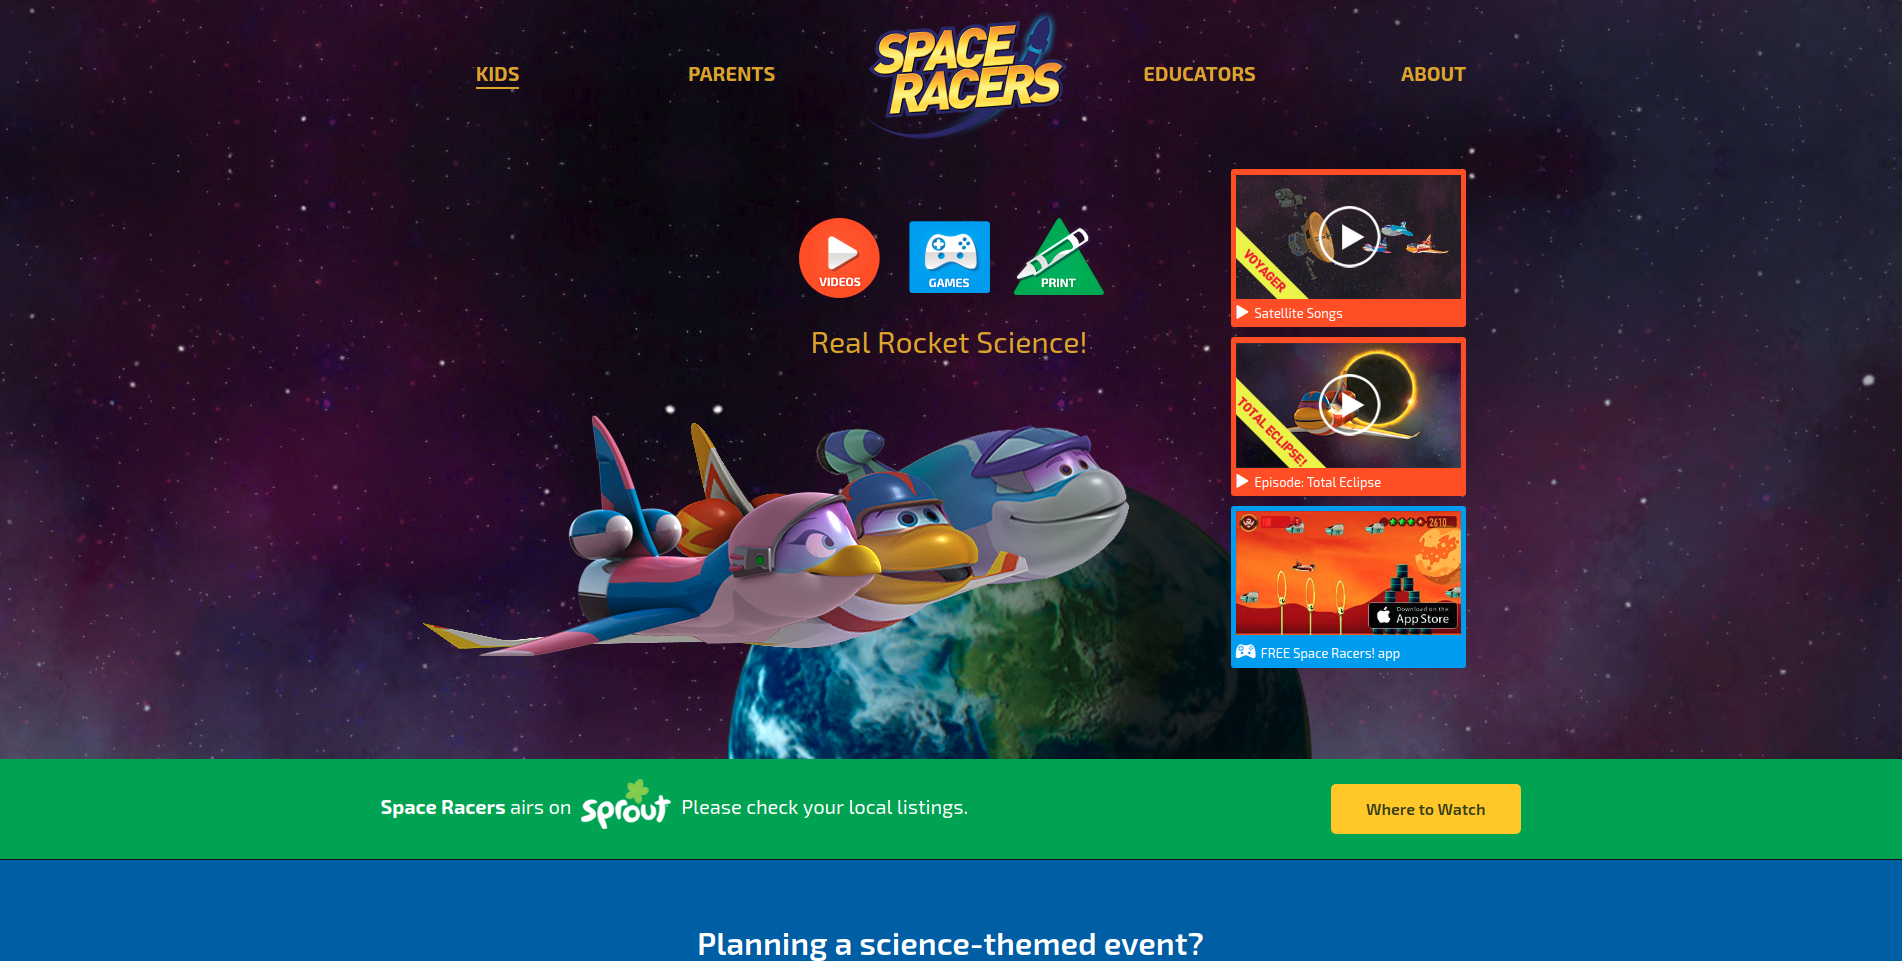 KIDS
PARENTS
SPACE
RACERS
EDUCATORS
ABOUT
VIDEOS
GAMES
PRINT
Real Rocket Science!
VOYAGER
Satellite Songs
TOTAL ECLIPSE!
Episode: Total Eclipse
2610
Download on the
App Store
FREE Space Racers! app
Space Racers airs on sprout Please check your local listings.
Where to Watch
Planning a science-themed event?